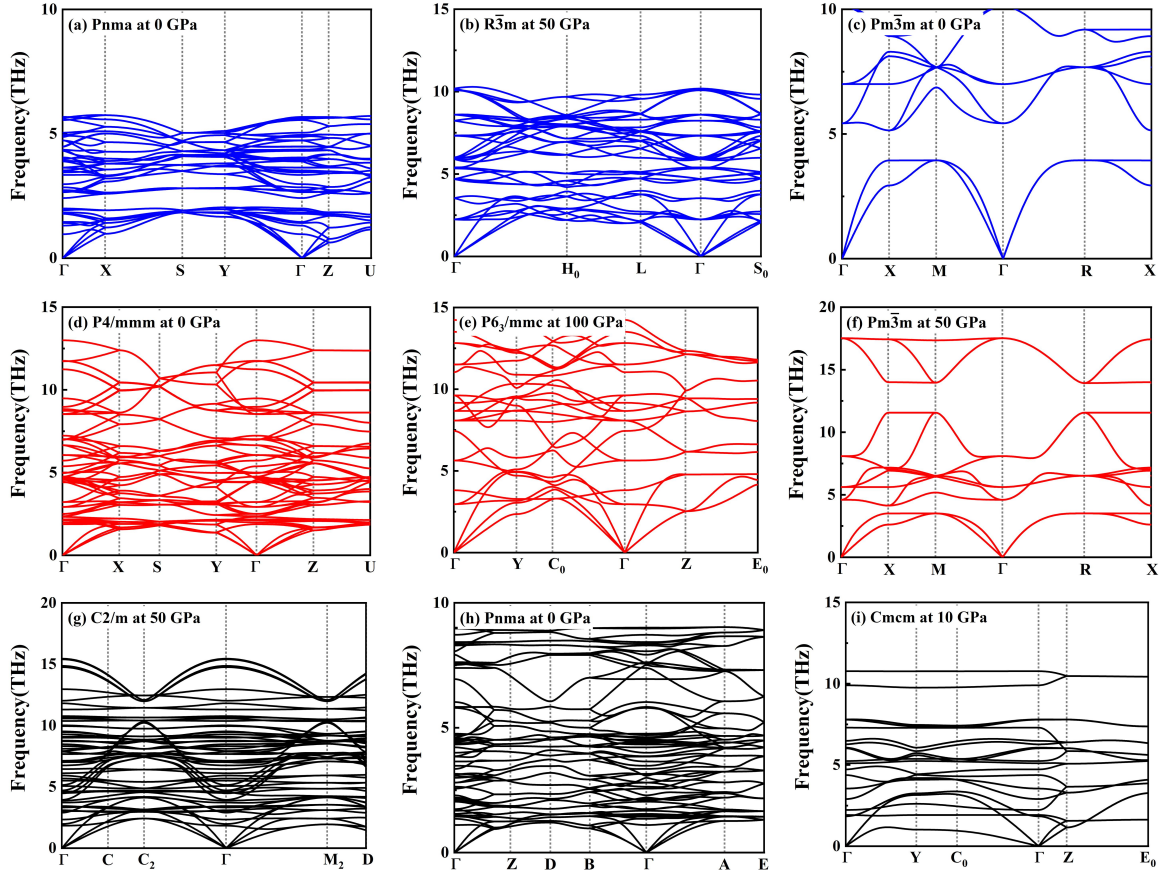 (a) Pnma at 0 GPa
Frequency(THz)
10
5
0
Γ X S Y Γ Z U
(b) R3̅m at 50 GPa
Frequency(THz)
15
10
5
0
Γ H₀ L Γ S₀
(c) Pm3̅m at 0 GPa
Frequency(THz)
10
5
0
Γ X M Γ R X
(d) P4/mmm at 0 GPa
Frequency(THz)
15
10
5
0
Γ X S Y Γ Z U
(e) P6₃/mmc at 100 GPa
Frequency(THz)
15
10
5
0
Γ Y C₀ Γ Z E₀
(f) Pm3̅m at 50 GPa
Frequency(THz)
20
15
10
5
0
Γ X M Γ R X
(g) C2/m at 50 GPa
Frequency(THz)
20
15
10
5
0
Γ C C₂ Γ M₂ D
(h) Pnma at 0 GPa
Frequency(THz)
10
5
0
Γ Z D B Γ A E
(i) Cmcm at 10 GPa
Frequency(THz)
15
10
5
0
Γ Y C₀ Γ Z E₀